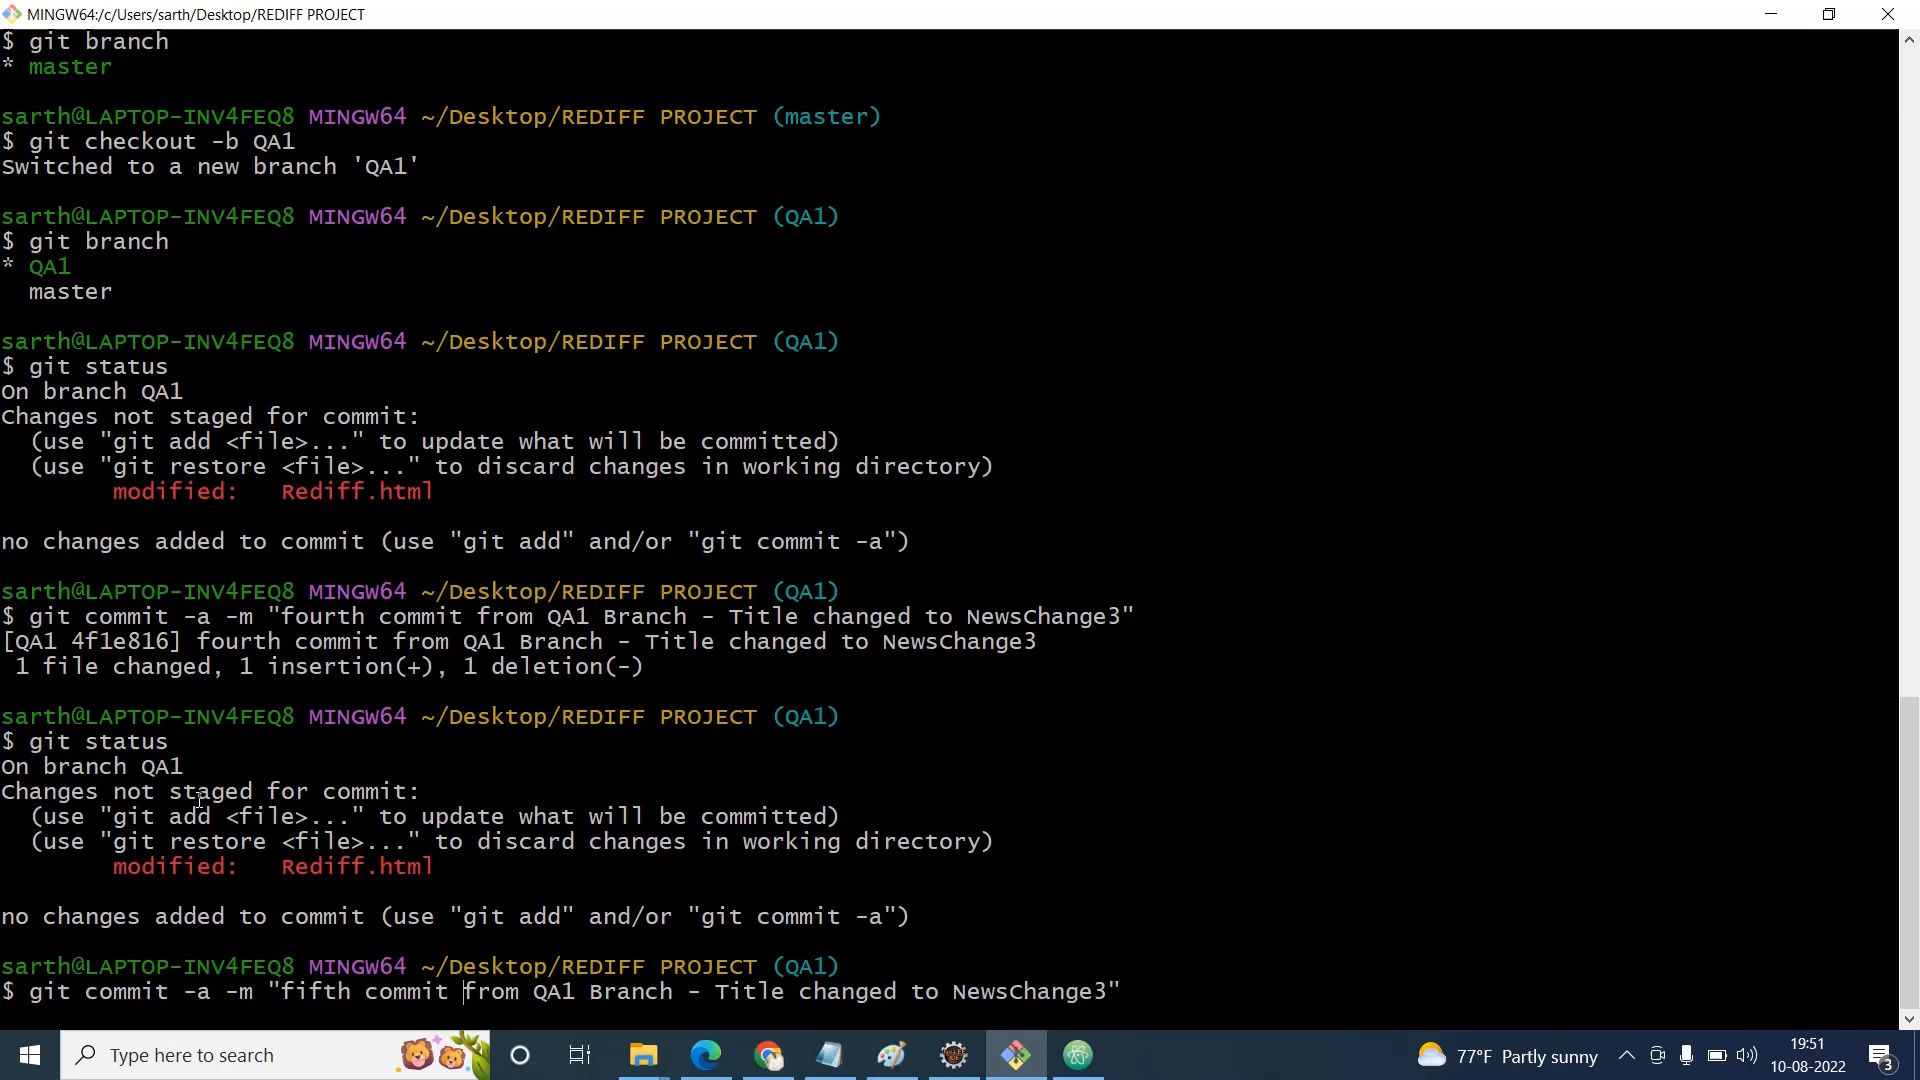 MINGW64:/c/Users/sarth/Desktop/REDIFF PROJECT
$ git branch
* master
sarth@LAPTOP-INV4FEQ8 MINGW64 ~/Desktop/REDIFF PROJECT (master)
$ git checkout -b QA1
Switched to a new branch 'QA1'
sarth@LAPTOP-INV4FEQ8 MINGW64 ~/Desktop/REDIFF PROJECT (QA1)
$ git branch
* QA1
master
sarth@LAPTOP-INV4FEQ8 MINGW64 ~/Desktop/REDIFF PROJECT (QA1)
$ git status
On branch QA1
Changes not staged for commit:
(use "git add <file>..." to update what will be committed)
(use "git restore <file>..." to discard changes in working directory)
modified:   Rediff.html
no changes added to commit (use "git add" and/or "git commit -a")
sarth@LAPTOP-INV4FEQ8 MINGW64 ~/Desktop/REDIFF PROJECT (QA1)
$ git commit -a -m "fourth commit from QA1 Branch - Title changed to NewsChange3"
[QA1 4f1e816] fourth commit from QA1 Branch - Title changed to NewsChange3
1 file changed, 1 insertion(+), 1 deletion(-)
sarth@LAPTOP-INV4FEQ8 MINGW64 ~/Desktop/REDIFF PROJECT (QA1)
$ git status
On branch QA1
Changes not staged for commit:
(use "git add <file>..." to update what will be committed)
(use "git restore <file>..." to discard changes in working directory)
modified:   Rediff.html
no changes added to commit (use "git add" and/or "git commit -a")
sarth@LAPTOP-INV4FEQ8 MINGW64 ~/Desktop/REDIFF PROJECT (QA1)
$ git commit -a -m "fifth commit from QA1 Branch - Title changed to NewsChange3"
Type here to search
77°F Partly sunny
19:51
10-08-2022
3